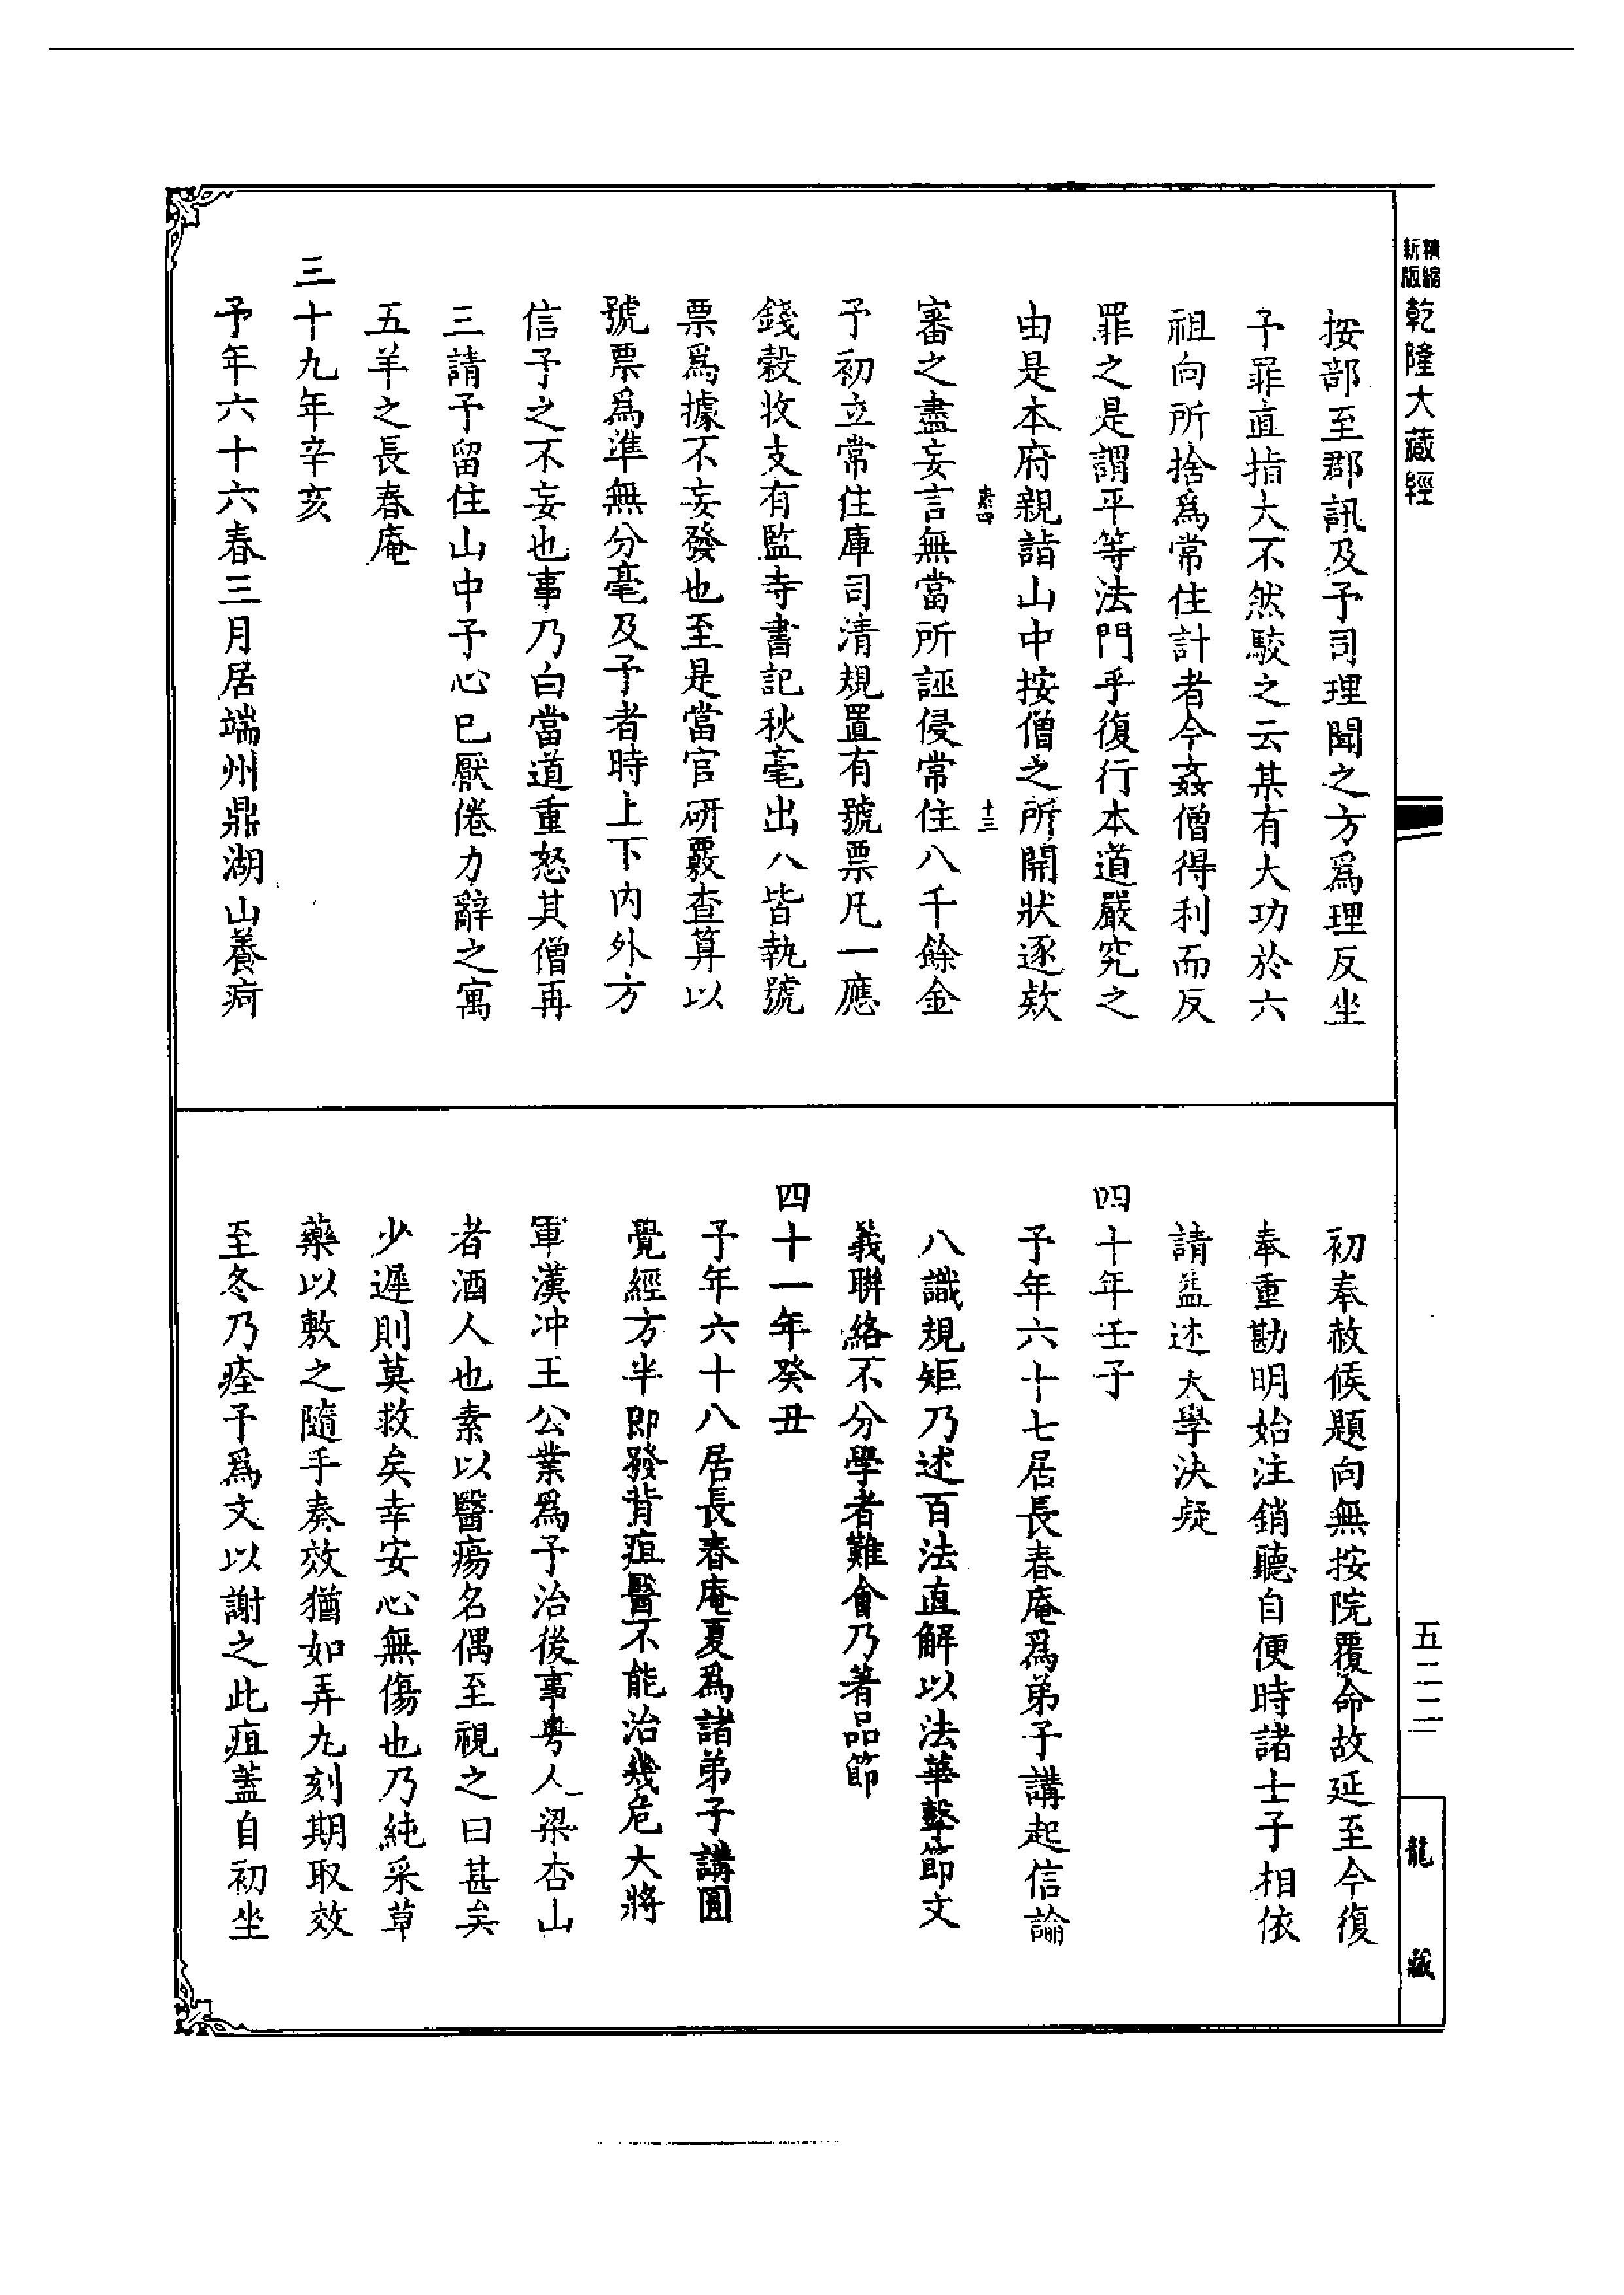 精縮新版乾隆大藏經
按部至郡訊及予司理聞之方爲理反坐
予罪直指大不然駁之云某有大功於六
祖向所捨爲常住計者今姦僧得利而反
罪之是謂平等法門乎復行本道嚴究之
由是本府親詣山中按僧之所開狀逐欵
十三
審之盡妄言無當所誣侵常住八千餘金
予初立常住庫司清規置有號票凡一應
錢穀收支有監寺書記秋毫出入皆執號
票爲據不妄發也至是當官研覈查算以
號票爲準無分毫及予者時上下内外方
信予之不妄也事乃白當道重怒其僧再
三請予留住山中予心已厭倦力辭之寓
五羊之長春庵
三十九年辛亥
予年六十六春三月居端州鼎湖山養疴
初奉赦候題向無按院覆命故延至今復
奉重勘明始注銷聽自便時諸士子相依
請益述大學決疑
四十年壬子
予年六十七居長春庵爲弟子講起信論
八識規矩乃述百法直解以法華擊節文
義聯絡不分學者難會乃著品節
四十一年癸丑
予年六十八居長春庵夏爲諸弟子講圓
覺經方半即發背疽醫不能治幾危大將
軍漢冲王公業爲予治後事粤人梁杏山
者酒人也素以醫瘍名偶至視之曰甚矣
少遲則莫救矣幸安心無傷也乃純采草
藥以敷之隨手奏效猶如弄丸刻期取效
至冬乃痊予爲文以謝之此疽蓋自初坐
五二二
龍藏